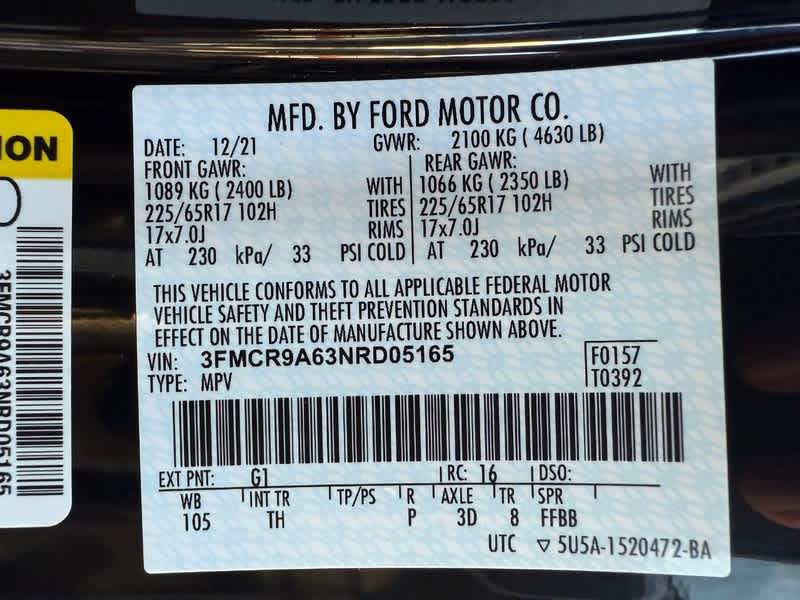 MFD. BY FORD MOTOR CO.
DATE: 12/21 GVWR: 2100 KG ( 4630 LB)
FRONT GAWR: REAR GAWR:
1089 KG ( 2400 LB) WITH 1066 KG ( 2350 LB) WITH
225/65R17 102H TIRES 225/65R17 102H TIRES
17x7.0J RIMS 17x7.0J RIMS
AT 230 kPa/ 33 PSI COLD AT 230 kPa/ 33 PSI COLD
THIS VEHICLE CONFORMS TO ALL APPLICABLE FEDERAL MOTOR
VEHICLE SAFETY AND THEFT PREVENTION STANDARDS IN
EFFECT ON THE DATE OF MANUFACTURE SHOWN ABOVE.
VIN: 3FMCR9A63NRD05165 F0157
TYPE: MPV T0392
EXT PNT: G1 RC: 16 DSO:
WB INT TR TP/PS R AXLE TR SPR
105 TH P 3D 8 FFBB
UTC ▽ 5U5A-1520472-BA
ION
3FMCR9A63NRD05165